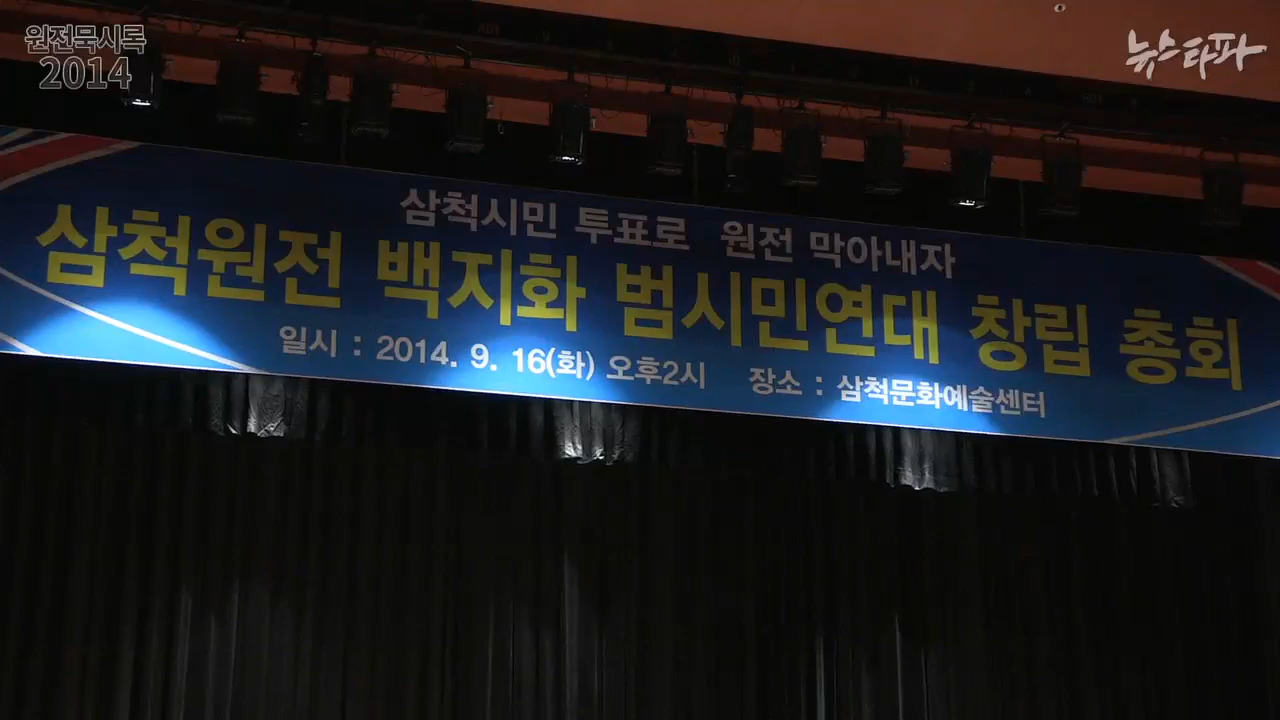 원전묵시록
2014
뉴스타파
삼척시민 투표로 원전 막아내자
삼척원전 백지화 범시민연대 창립 총회
일시 : 2014. 9. 16(화) 오후2시 장소 : 삼척문화예술센터